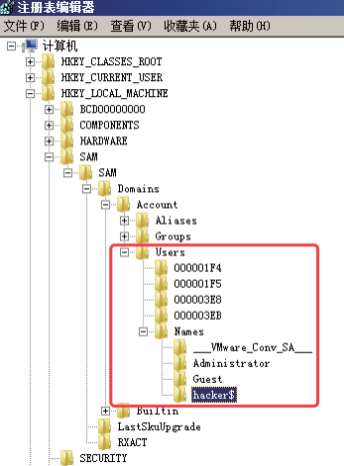 注册表编辑器
文件(F) 编辑(E) 查看(V) 收藏夹(A) 帮助(H)
计算机
HKEY_CLASSES_ROOT
HKEY_CURRENT_USER
HKEY_LOCAL_MACHINE
BCD00000000
COMPONENTS
HARDWARE
SAM
SAM
Domains
Account
Aliases
Groups
Users
000001F4
000001F5
000003E8
000003EB
Names
___VMware_Conv_SA___
Administrator
Guest
hacker$
Builtin
LastSkuUpgrade
RXACT
SECURITY